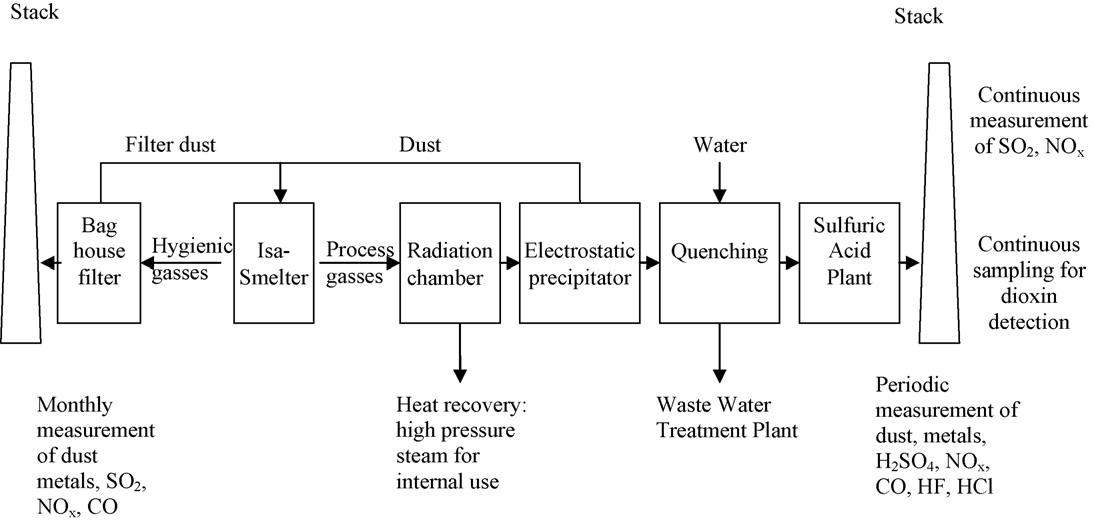 Stack
Stack
Continuous
measurement
of SO₂, NOₓ
Filter dust
Dust
Water
Bag
house
filter
Hygienic
gasses
Isa-
Smelter
Process
gasses
Radiation
chamber
Electrostatic
precipitator
Quenching
Sulfuric
Acid
Plant
Continuous
sampling for
dioxin
detection
Monthly
measurement
of dust
metals, SO₂,
NOₓ, CO
Heat recovery:
high pressure
steam for
internal use
Waste Water
Treatment Plant
Periodic
measurement of
dust, metals,
H₂SO₄, NOₓ,
CO, HF, HCl